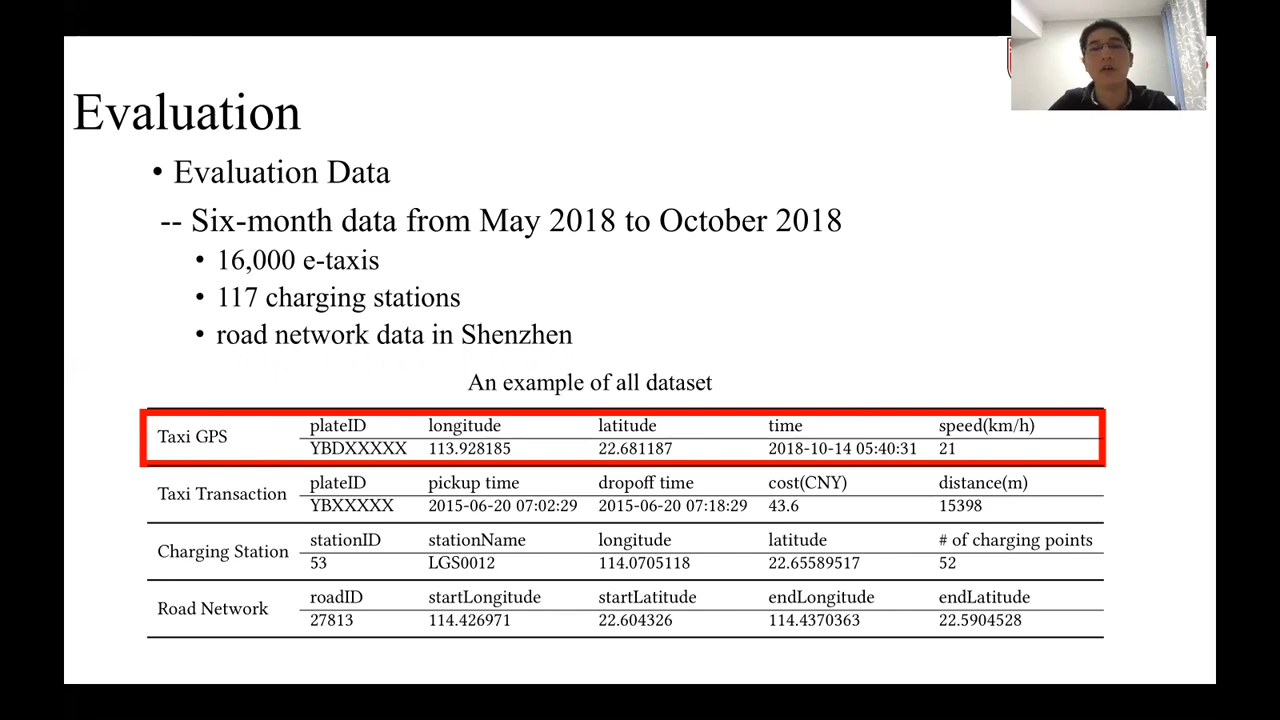 Evaluation
• Evaluation Data
-- Six-month data from May 2018 to October 2018
• 16,000 e-taxis
• 117 charging stations
• road network data in Shenzhen
An example of all dataset
Taxi GPS
plateID longitude latitude time speed(km/h)
YBDXXXXX 113.928185 22.681187 2018-10-14 05:40:31 21
Taxi Transaction
plateID pickup time dropoff time cost(CNY) distance(m)
YBXXXXX 2015-06-20 07:02:29 2015-06-20 07:18:29 43.6 15398
Charging Station
stationID stationName longitude latitude # of charging points
53 LGS0012 114.0705118 22.65589517 52
Road Network
roadID startLongitude startLatitude endLongitude endLatitude
27813 114.426971 22.604326 114.4370363 22.5904528